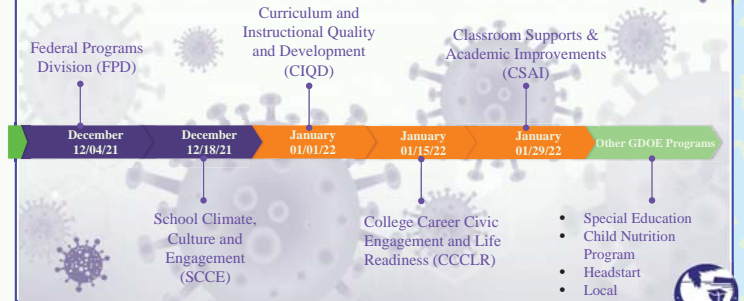 Curriculum and
Instructional Quality
and Development
(CIQD)
Federal Programs
Division (FPD)
Classroom Supports &
Academic Improvements
(CSAI)
December
12/04/21
December
12/18/21
January
01/01/22
January
01/15/22
January
01/29/22
Other GDOE Programs
School Climate,
Culture and
Engagement
(SCCE)
College Career Civic
Engagement and Life
Readiness (CCCLR)
• Special Education
• Child Nutrition
Program
• Headstart
• Local